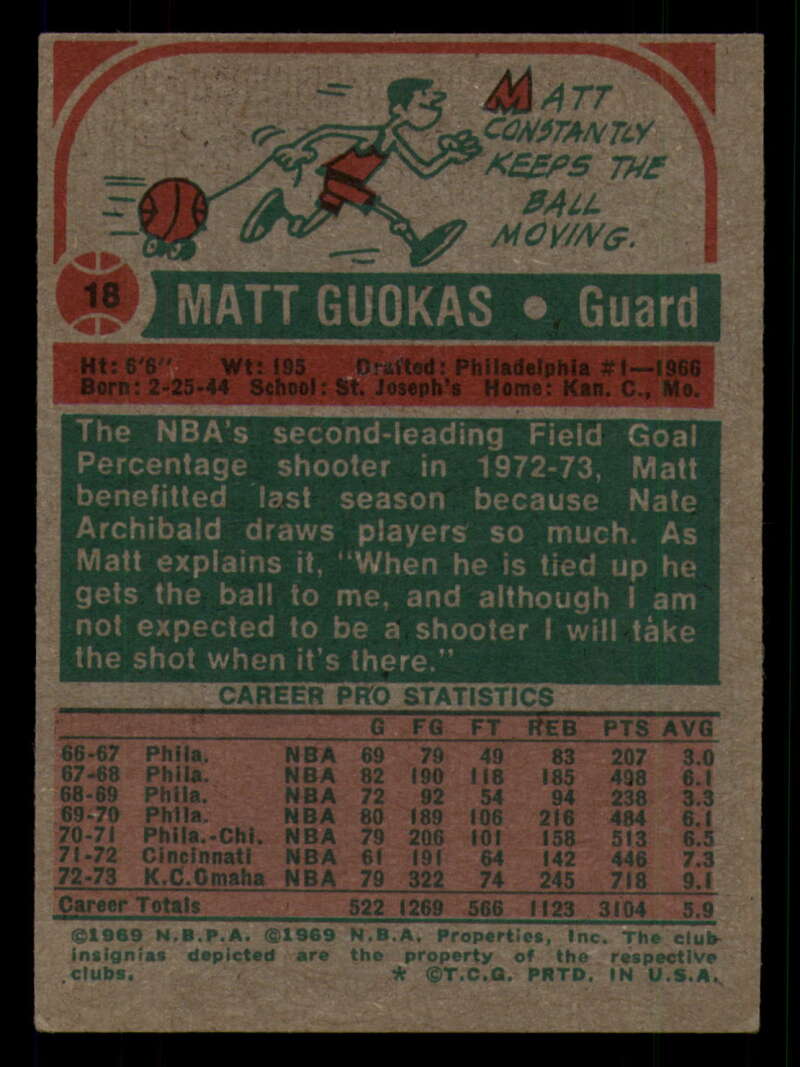 MATT
CONSTANTLY
KEEPS THE
BALL
MOVING.
18 MATT GUOKAS • Guard
Ht: 6'6" Wt: 195 Drafted: Philadelphia #1—1966
Born: 2-25-44 School: St. Joseph's Home: Kan. C., Mo.
The NBA's second-leading Field Goal
Percentage shooter in 1972-73, Matt
benefitted last season because Nate
Archibald draws players so much. As
Matt explains it, "When he is tied up he
gets the ball to me, and although I am
not expected to be a shooter I will take
the shot when it's there."
CAREER PRO STATISTICS
G FG FT REB PTS AVG
66-67 Phila. NBA 69 79 49 83 207 3.0
67-68 Phila. NBA 82 190 118 185 498 6.1
68-69 Phila. NBA 72 92 54 94 238 3.3
69-70 Phila. NBA 80 189 106 216 484 6.1
70-71 Phila.-Chi. NBA 79 206 101 158 513 6.5
71-72 Cincinnati NBA 61 191 64 142 446 7.3
72-73 K.C.Omaha NBA 79 322 74 245 718 9.1
Career Totals 522 1269 566 1123 3104 5.9
©1969 N.B.P.A. ©1969 N.B.A. Properties, Inc. The club
insignias depicted are the property of the respective
clubs. * ©T.C.G. PRTD. IN U.S.A.